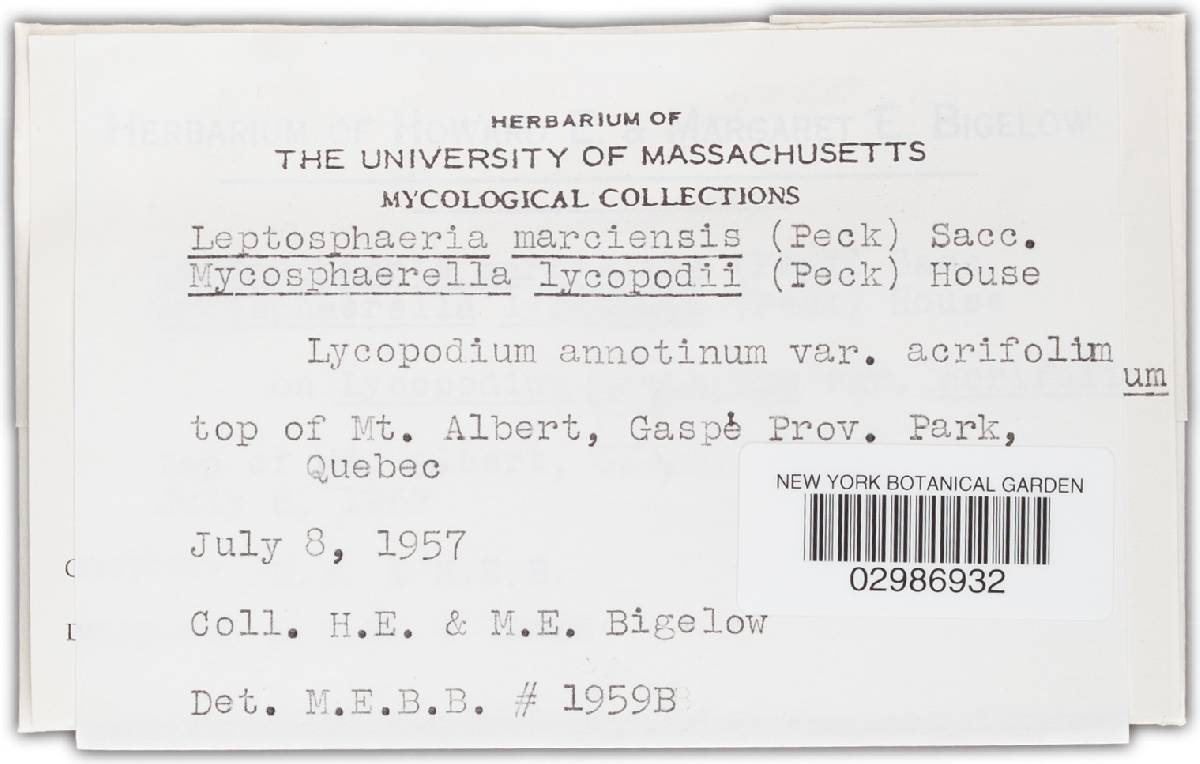 HERBARIUM OF
THE UNIVERSITY OF MASSACHUSETTS
MYCOLOGICAL COLLECTIONS
Leptosphaeria marciensis (Peck) Sacc.
Mycosphaerella lycopodii (Peck) House
Lycopodium annotinum var. acrifolim
um
top of Mt. Albert, Gaspé Prov. Park,
Quebec
NEW YORK BOTANICAL GARDEN
02986932
July 8, 1957
Coll. H.E. & M.E. Bigelow
Det. M.E.B.B. # 1959B